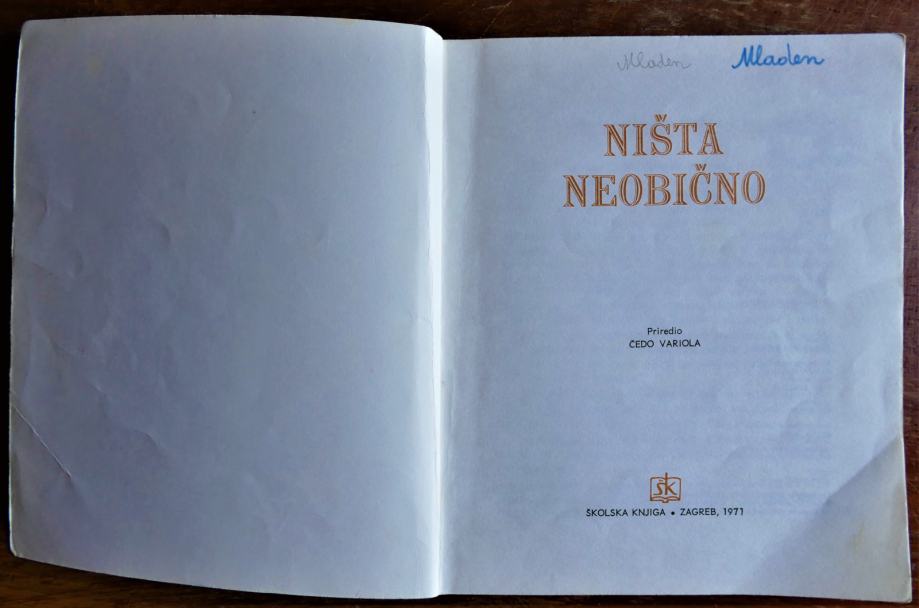 Mladen Mladen
NIŠTA
NEOBIČNO
Priredio
ČEDO VARIOLA
ŠK
ŠKOLSKA KNJIGA • ZAGREB, 1971